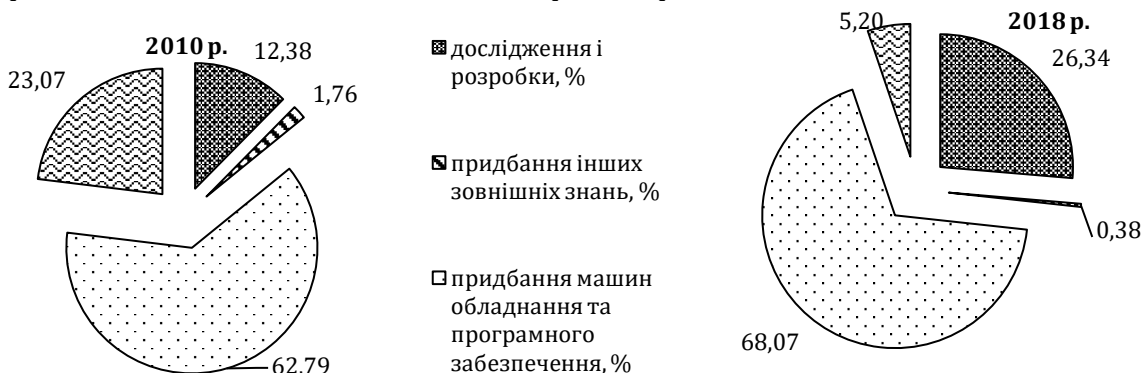 2010 р.
12,38
1,76
62,79
23,07
дослідження і
розробки, %
придбання інших
зовнішніх знань, %
придбання машин
обладнання та
програмного
забезпечення, %
2018 р.
5,20
26,34
0,38
68,07